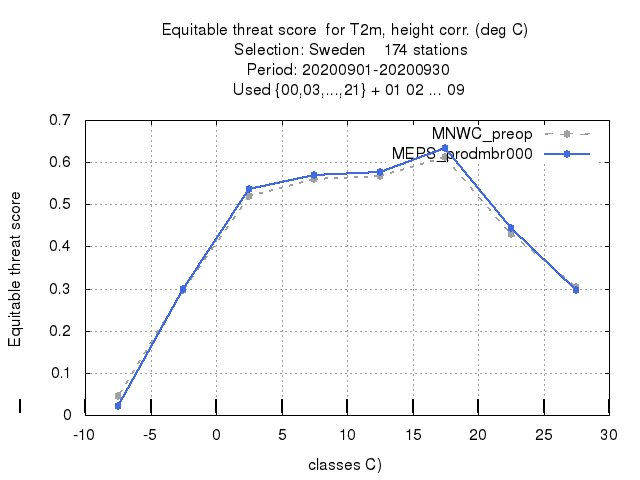 Equitable threat score  for T2m, height corr. (deg C)
Selection: Sweden    174 stations
Period: 20200901-20200930
Used {00,03,...,21} + 01 02 ... 09
MNWC_preop
MEPS_prodmbr000
Equitable threat score
0.7
0.6
0.5
0.4
0.3
0.2
0.1
0
-10 -5 0 5 10 15 20 25 30
classes C)